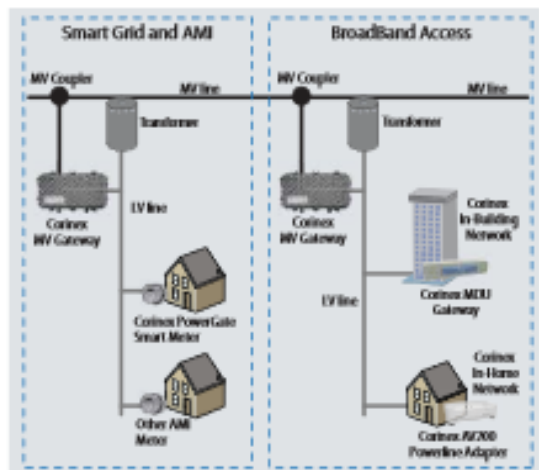 Smart Grid and AMI
MV Coupler
MV line
Transformer
Corinex
MV Gateway
LV line
Corinex PowerGate
Smart Meter
Other AMI
Meter
BroadBand Access
MV Coupler
MV line
Transformer
Corinex
MV Gateway
Corinex
In-Building
Network
LV line
Corinex MDU
Gateway
Corinex
In-Home
Network
Corinex AV200
Powerline Adapter